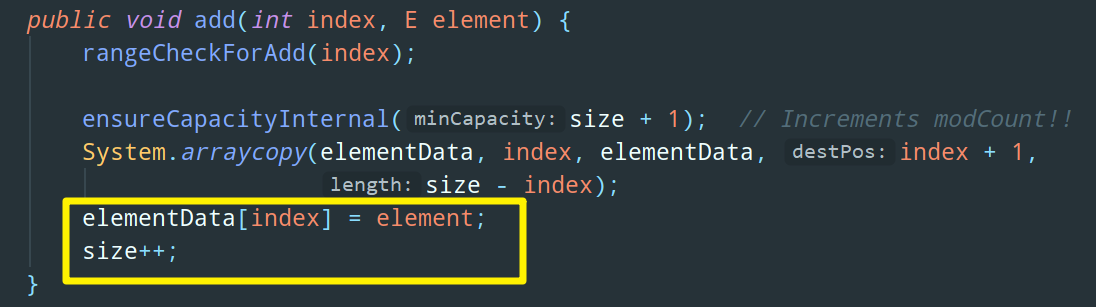 public void add(int index, E element) {
rangeCheckForAdd(index);
ensureCapacityInternal( minCapacity: size + 1);  // Increments modCount!!
System.arraycopy(elementData, index, elementData, destPos: index + 1,
length: size - index);
elementData[index] = element;
size++;
}